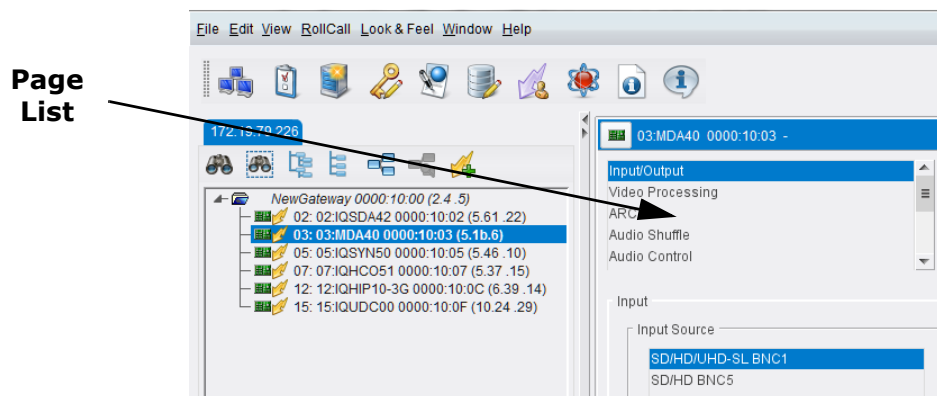 File Edit View RollCall Look & Feel Window Help
Page
List
172.19.79.226
03:MDA40 0000:10:03 -
Input/Output
Video Processing
ARC
Audio Shuffle
Audio Control
NewGateway 0000:10:00 (2.4 .5)
02: 02:IQSDA42 0000:10:02 (5.61 .22)
03: 03:MDA40 0000:10:03 (5.1b.6)
05: 05:IQSYN50 0000:10:05 (5.46 .10)
07: 07:IQHCO51 0000:10:07 (5.37 .15)
12: 12:IQHIP10-3G 0000:10:0C (6.39 .14)
15: 15:IQUDC00 0000:10:0F (10.24 .29)
Input
Input Source
SD/HD/UHD-SL BNC1
SD/HD BNC5